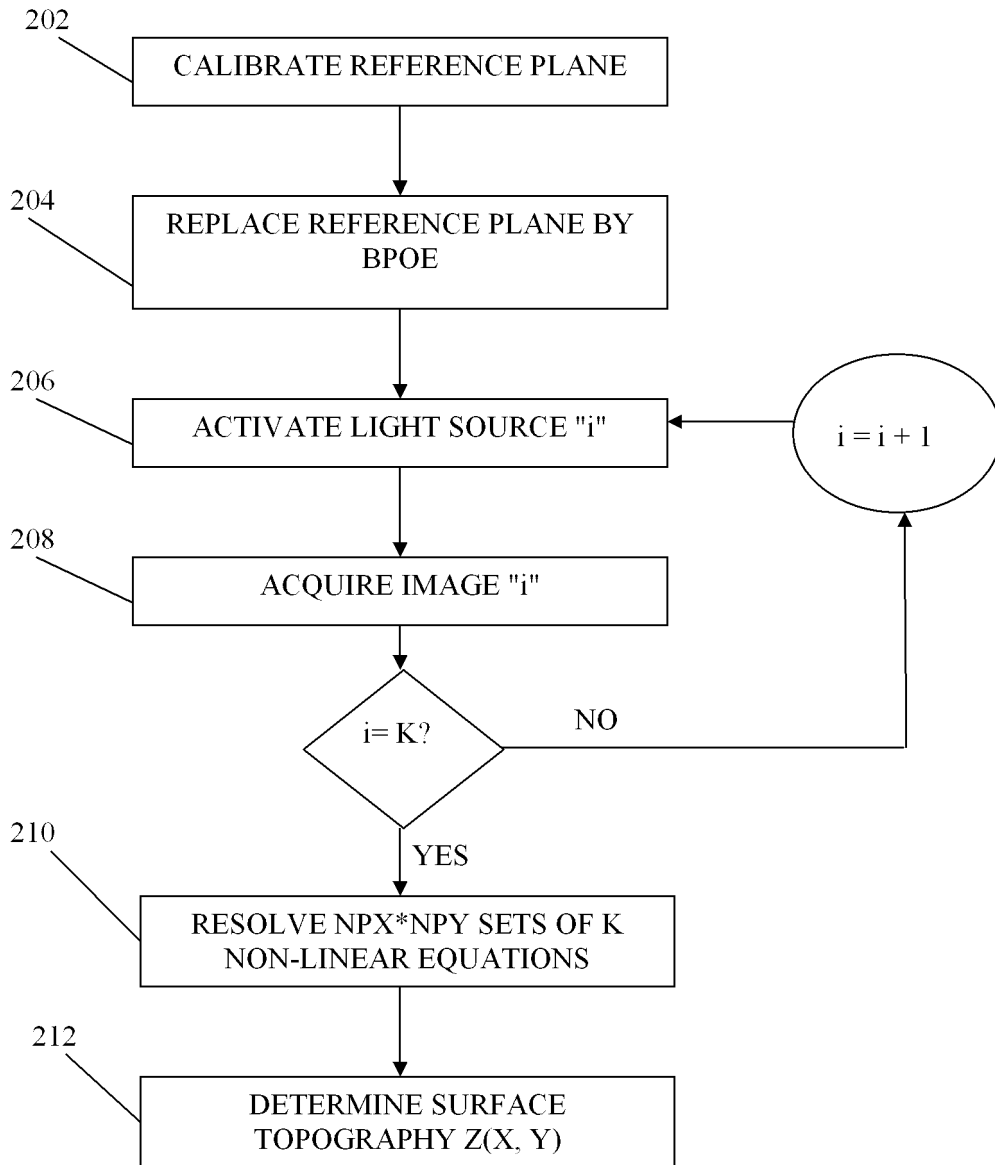 202
CALIBRATE REFERENCE PLANE
204
REPLACE REFERENCE PLANE BY
BPOE
206
ACTIVATE LIGHT SOURCE "i"
i = i + 1
208
ACQUIRE IMAGE "i"
i= K?
NO
YES
210
RESOLVE NPX*NPY SETS OF K
NON-LINEAR EQUATIONS
212
DETERMINE SURFACE
TOPOGRAPHY Z(X, Y)